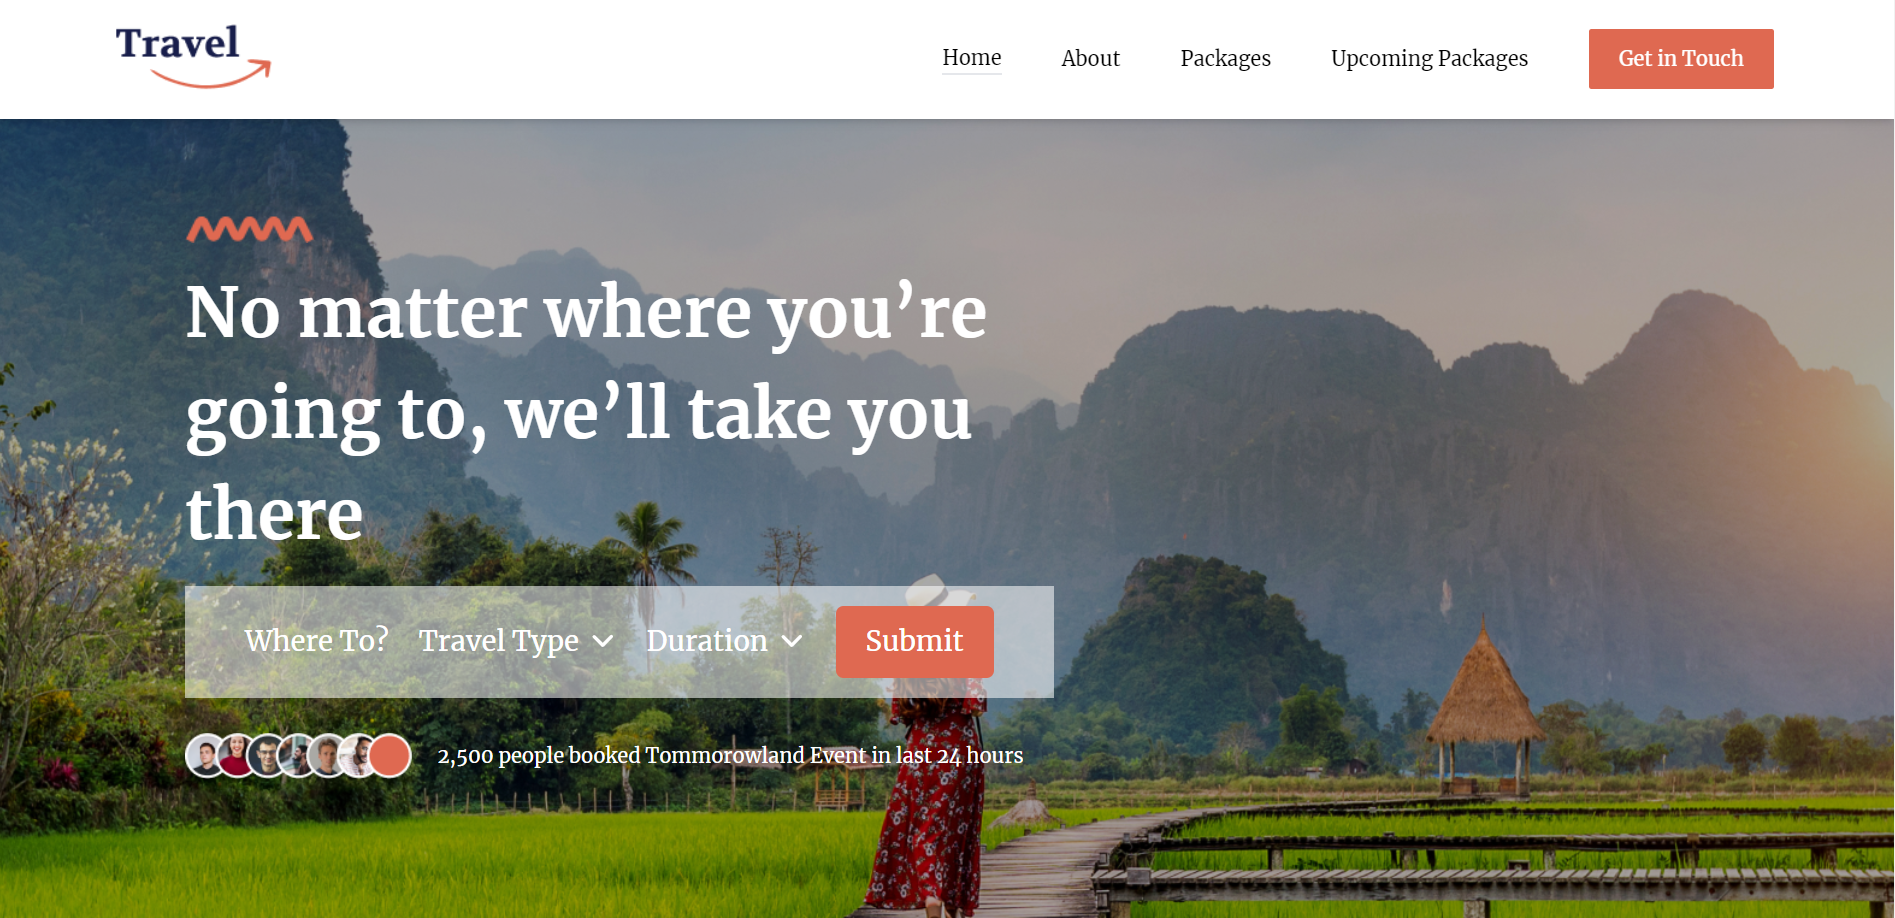 Travel
Home About Packages Upcoming Packages Get in Touch
No matter where you’re
going to, we’ll take you
there
Where To? Travel Type Duration Submit
2,500 people booked Tommorowland Event in last 24 hours